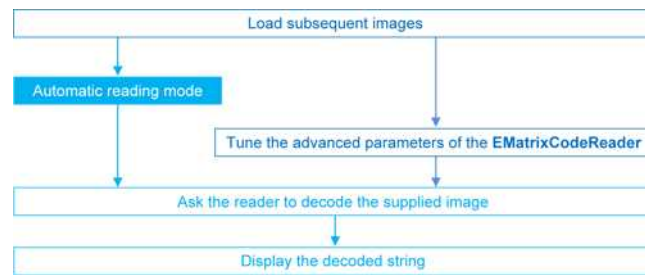 Load subsequent images
Automatic reading mode
Tune the advanced parameters of the EMatrixCodeReader
Ask the reader to decode the supplied image
Display the decoded string